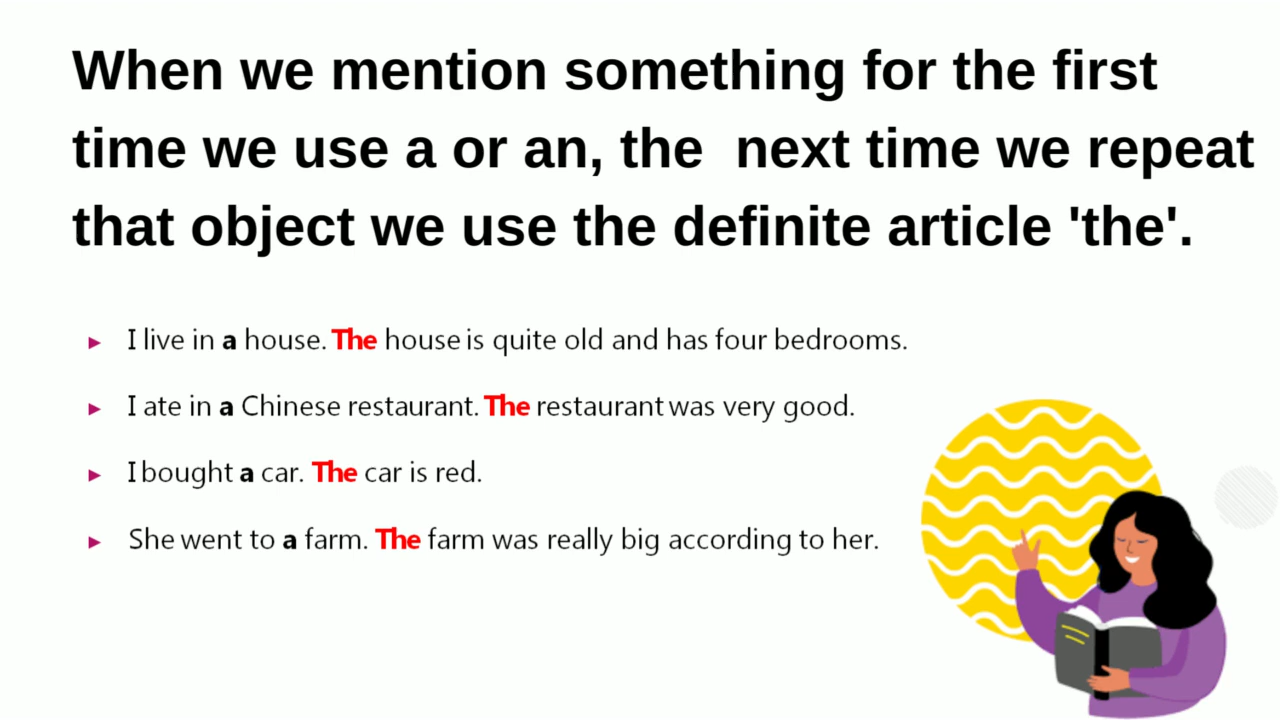 When we mention something for the first
time we use a or an, the next time we repeat
that object we use the definite article 'the'.
► I live in a house. The house is quite old and has four bedrooms.
► I ate in a Chinese restaurant. The restaurant was very good.
► I bought a car. The car is red.
► She went to a farm. The farm was really big according to her.